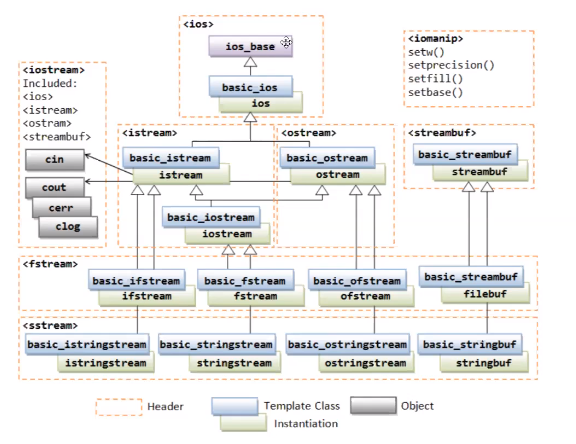 <ios>
ios_base
basic_ios
ios
<iomanip>
setw()
setprecision()
setfill()
setbase()
<iostream>
Included:
<ios>
<istream>
<ostram>
<streambuf>
cin
cout
cerr
clog
<istream>
basic_istream
istream
<ostream>
basic_ostream
ostream
basic_iostream
iostream
<streambuf>
basic_streambuf
streambuf
<fstream>
basic_ifstream
ifstream
basic_fstream
fstream
basic_ofstream
ofstream
basic_streambuf
filebuf
<sstream>
basic_istringstream
istringstream
basic_stringstream
stringstream
basic_ostringstream
ostringstream
basic_stringbuf
stringbuf
Header
Template Class
Object
Instantiation